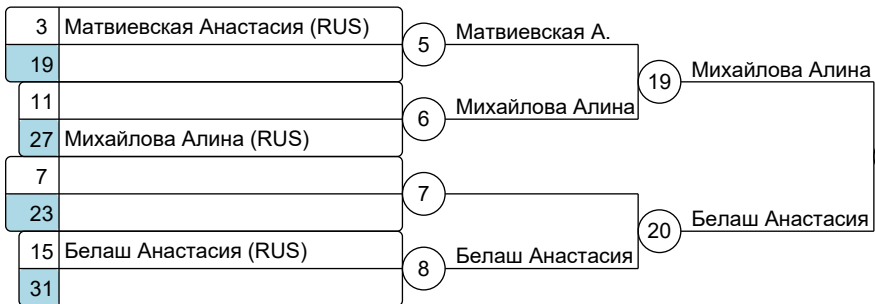 3 Матвиевская Анастасия (RUS)
19
5 Матвиевская А.
11
27 Михайлова Алина (RUS)
6 Михайлова Алина
19 Михайлова Алина
7
23
7
15 Белаш Анастасия (RUS)
31
8 Белаш Анастасия
20 Белаш Анастасия